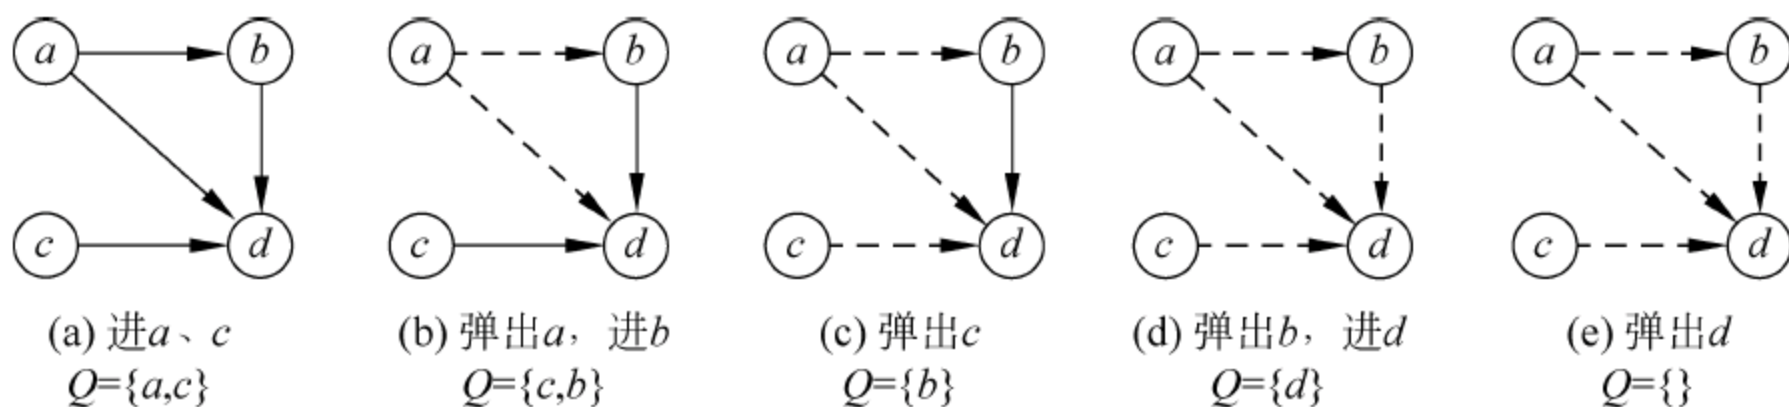 a b a b a b a b a b
c d c d c d c d c d
(a) 进a、c (b) 弹出a，进b (c) 弹出c (d) 弹出b，进d (e) 弹出d
Q={a,c} Q={c,b} Q={b} Q={d} Q={}